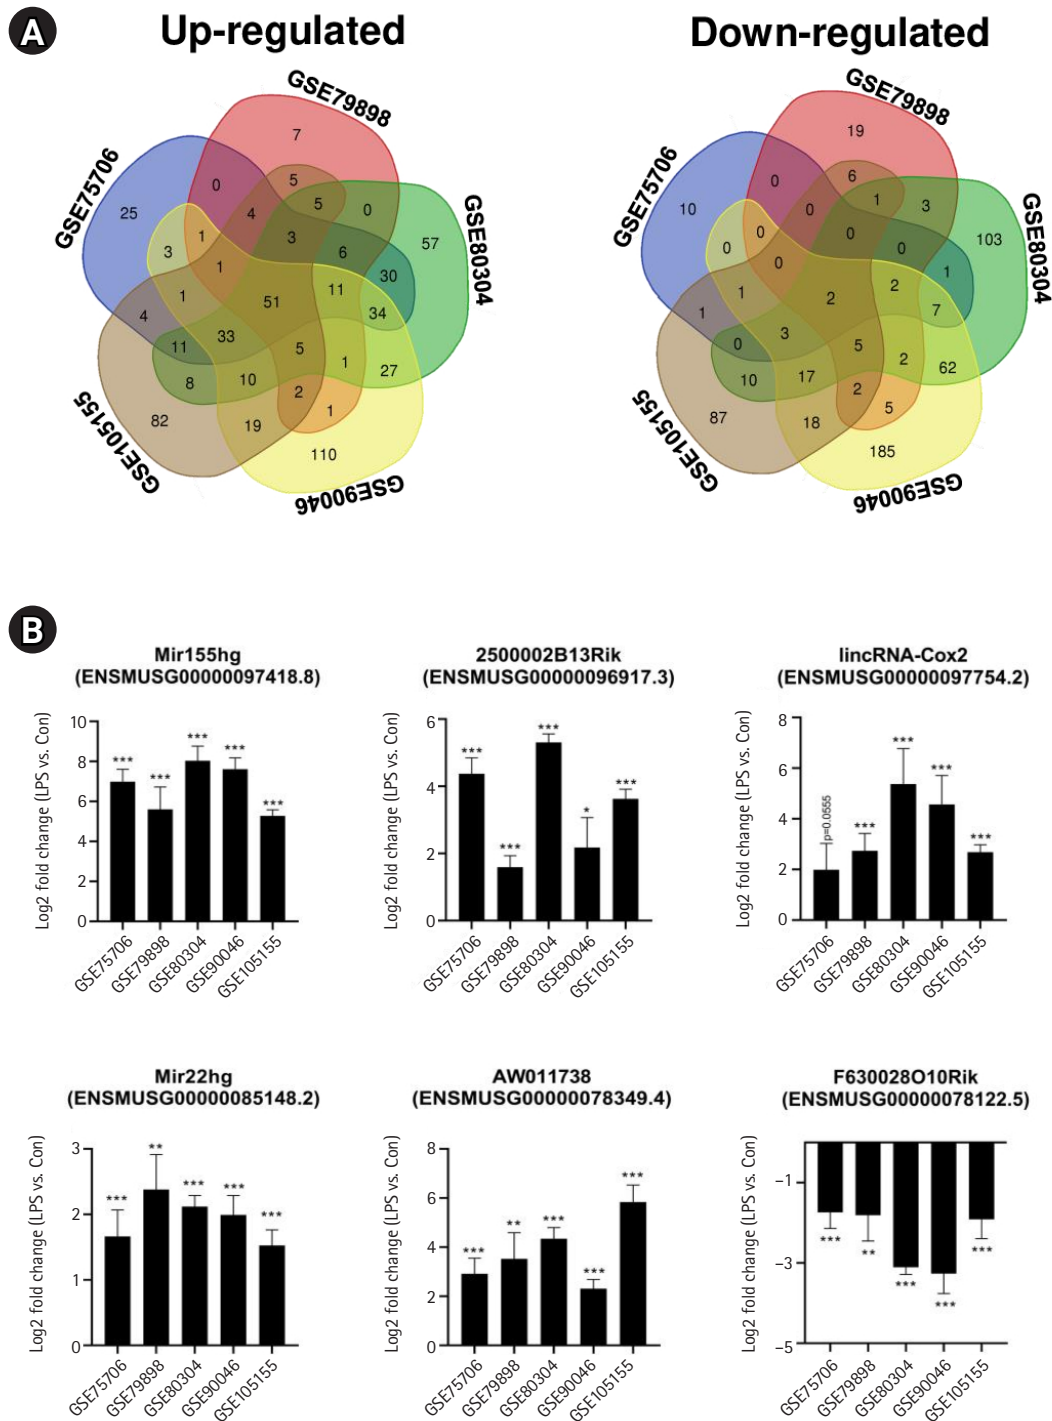 A
Up-regulated
Down-regulated
GSE79898
GSE75706
GSE80304
GSE105155
GSE90046
7
0
5
5
0
25
4
57
3
1
3
6
30
1
11
1
51
34
4
33
11
5
1
27
8
10
2
82
19
1
110
GSE79898
GSE75706
GSE80304
GSE105155
GSE90046
19
0
6
1
3
10
0
103
0
0
0
0
1
0
2
1
2
7
1
3
0
5
2
62
10
17
2
87
18
5
185
B
Mir155hg
(ENSMUSG00000097418.8)
Log2 fold change (LPS vs. Con)
10
8
6
4
2
0
***
***
***
***
***
GSE75706
GSE79898
GSE80304
GSE90046
GSE105155
2500002B13Rik
(ENSMUSG00000096917.3)
Log2 fold change (LPS vs. Con)
6
4
2
0
***
***
***
*
***
GSE75706
GSE79898
GSE80304
GSE90046
GSE105155
lincRNA-Cox2
(ENSMUSG00000097754.2)
Log2 fold change (LPS vs. Con)
8
6
4
2
0
p=0.0555
***
***
***
***
GSE75706
GSE79898
GSE80304
GSE90046
GSE105155
Mir22hg
(ENSMUSG00000085148.2)
Log2 fold change (LPS vs. Con)
3
2
1
0
***
**
***
***
***
GSE75706
GSE79898
GSE80304
GSE90046
GSE105155
AW011738
(ENSMUSG00000078349.4)
Log2 fold change (LPS vs. Con)
8
6
4
2
0
***
**
***
***
***
GSE75706
GSE79898
GSE80304
GSE90046
GSE105155
F630028O10Rik
(ENSMUSG00000078122.5)
Log2 fold change (LPS vs. Con)
−1
−3
−5
***
**
***
***
***
GSE75706
GSE79898
GSE80304
GSE90046
GSE105155